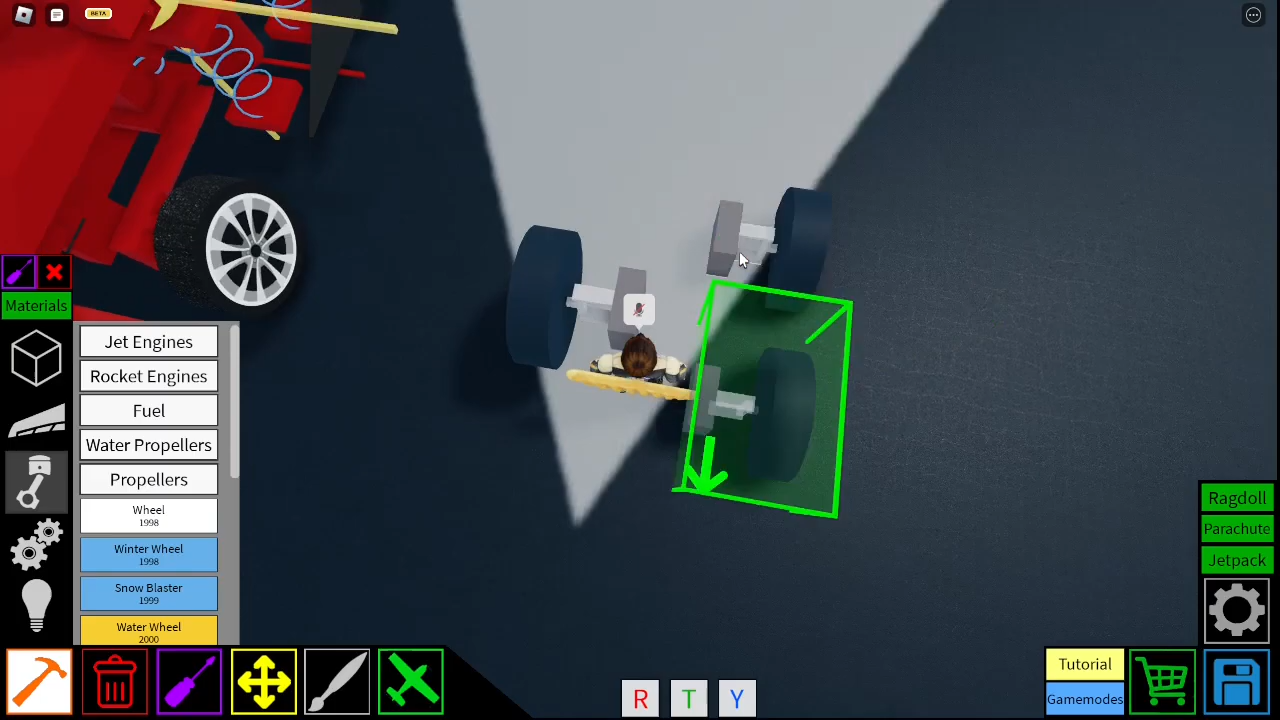 BETA
Materials
Jet Engines
Rocket Engines
Fuel
Water Propellers
Propellers
Wheel
1998
Winter Wheel
1998
Snow Blaster
1999
Water Wheel
2000
Ragdoll
Parachute
Jetpack
Tutorial
Gamemodes
R T Y